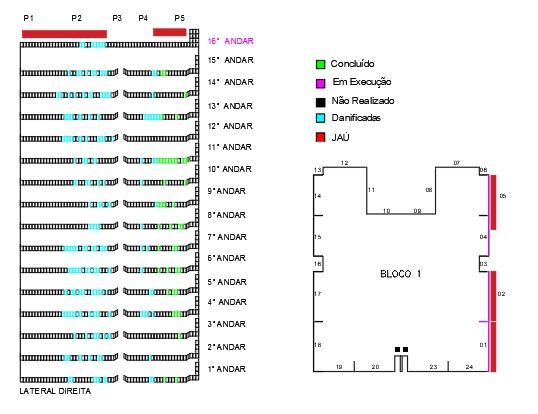 P1 P2 P3 P4 P5
16° ANDAR
15° ANDAR
14° ANDAR
13° ANDAR
12° ANDAR
11° ANDAR
10° ANDAR
9° ANDAR
8° ANDAR
7° ANDAR
6° ANDAR
5° ANDAR
4° ANDAR
3° ANDAR
2° ANDAR
1° ANDAR
LATERAL DIREITA
Concluído
Em Execução
Não Realizado
Danificadas
JAÚ
12 07
13 06
11 08 05
14
10 09
15 04
16 03
BLOCO 1
17 02
18 01
19 20 23 24